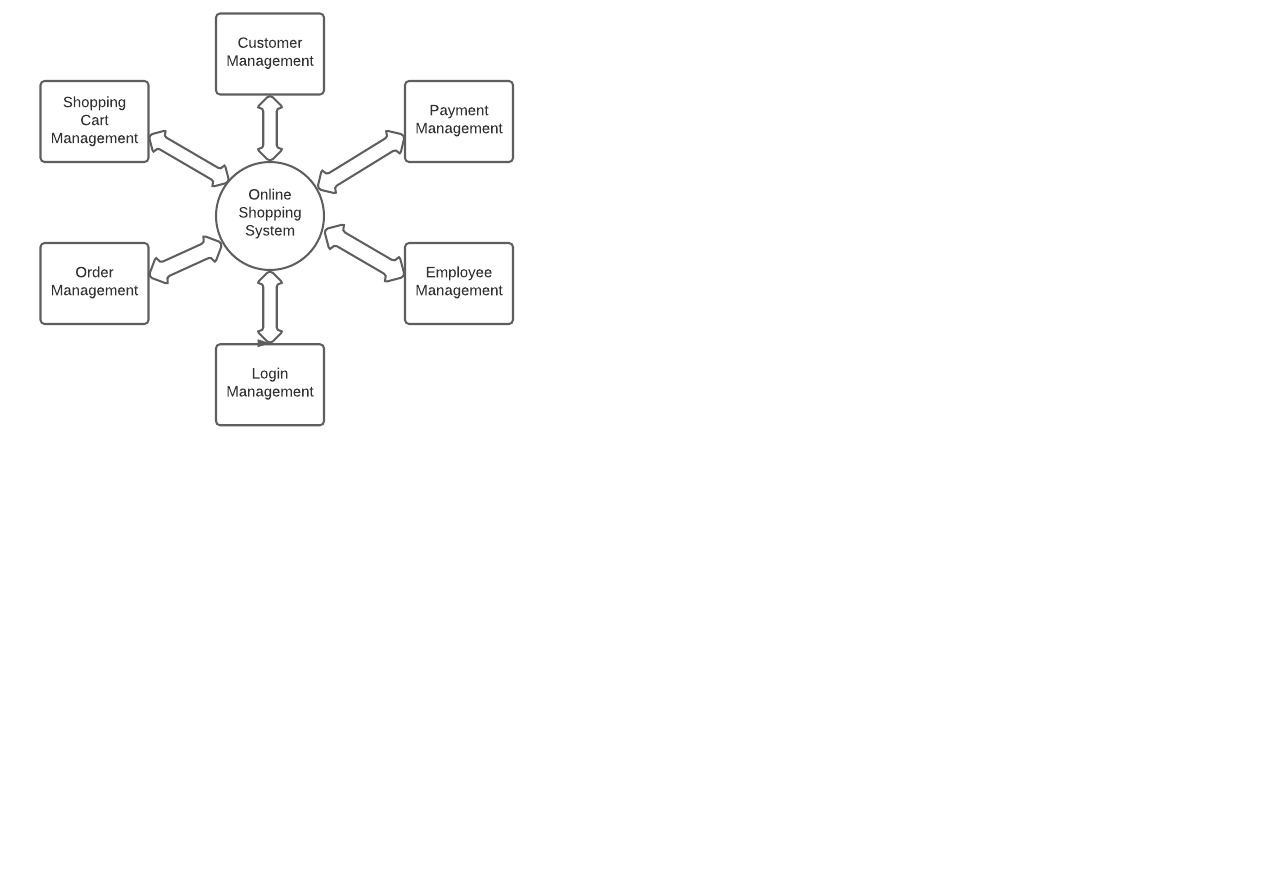 Customer
Management
Shopping
Cart
Management
Payment
Management
Online
Shopping
System
Order
Management
Employee
Management
Login
Management